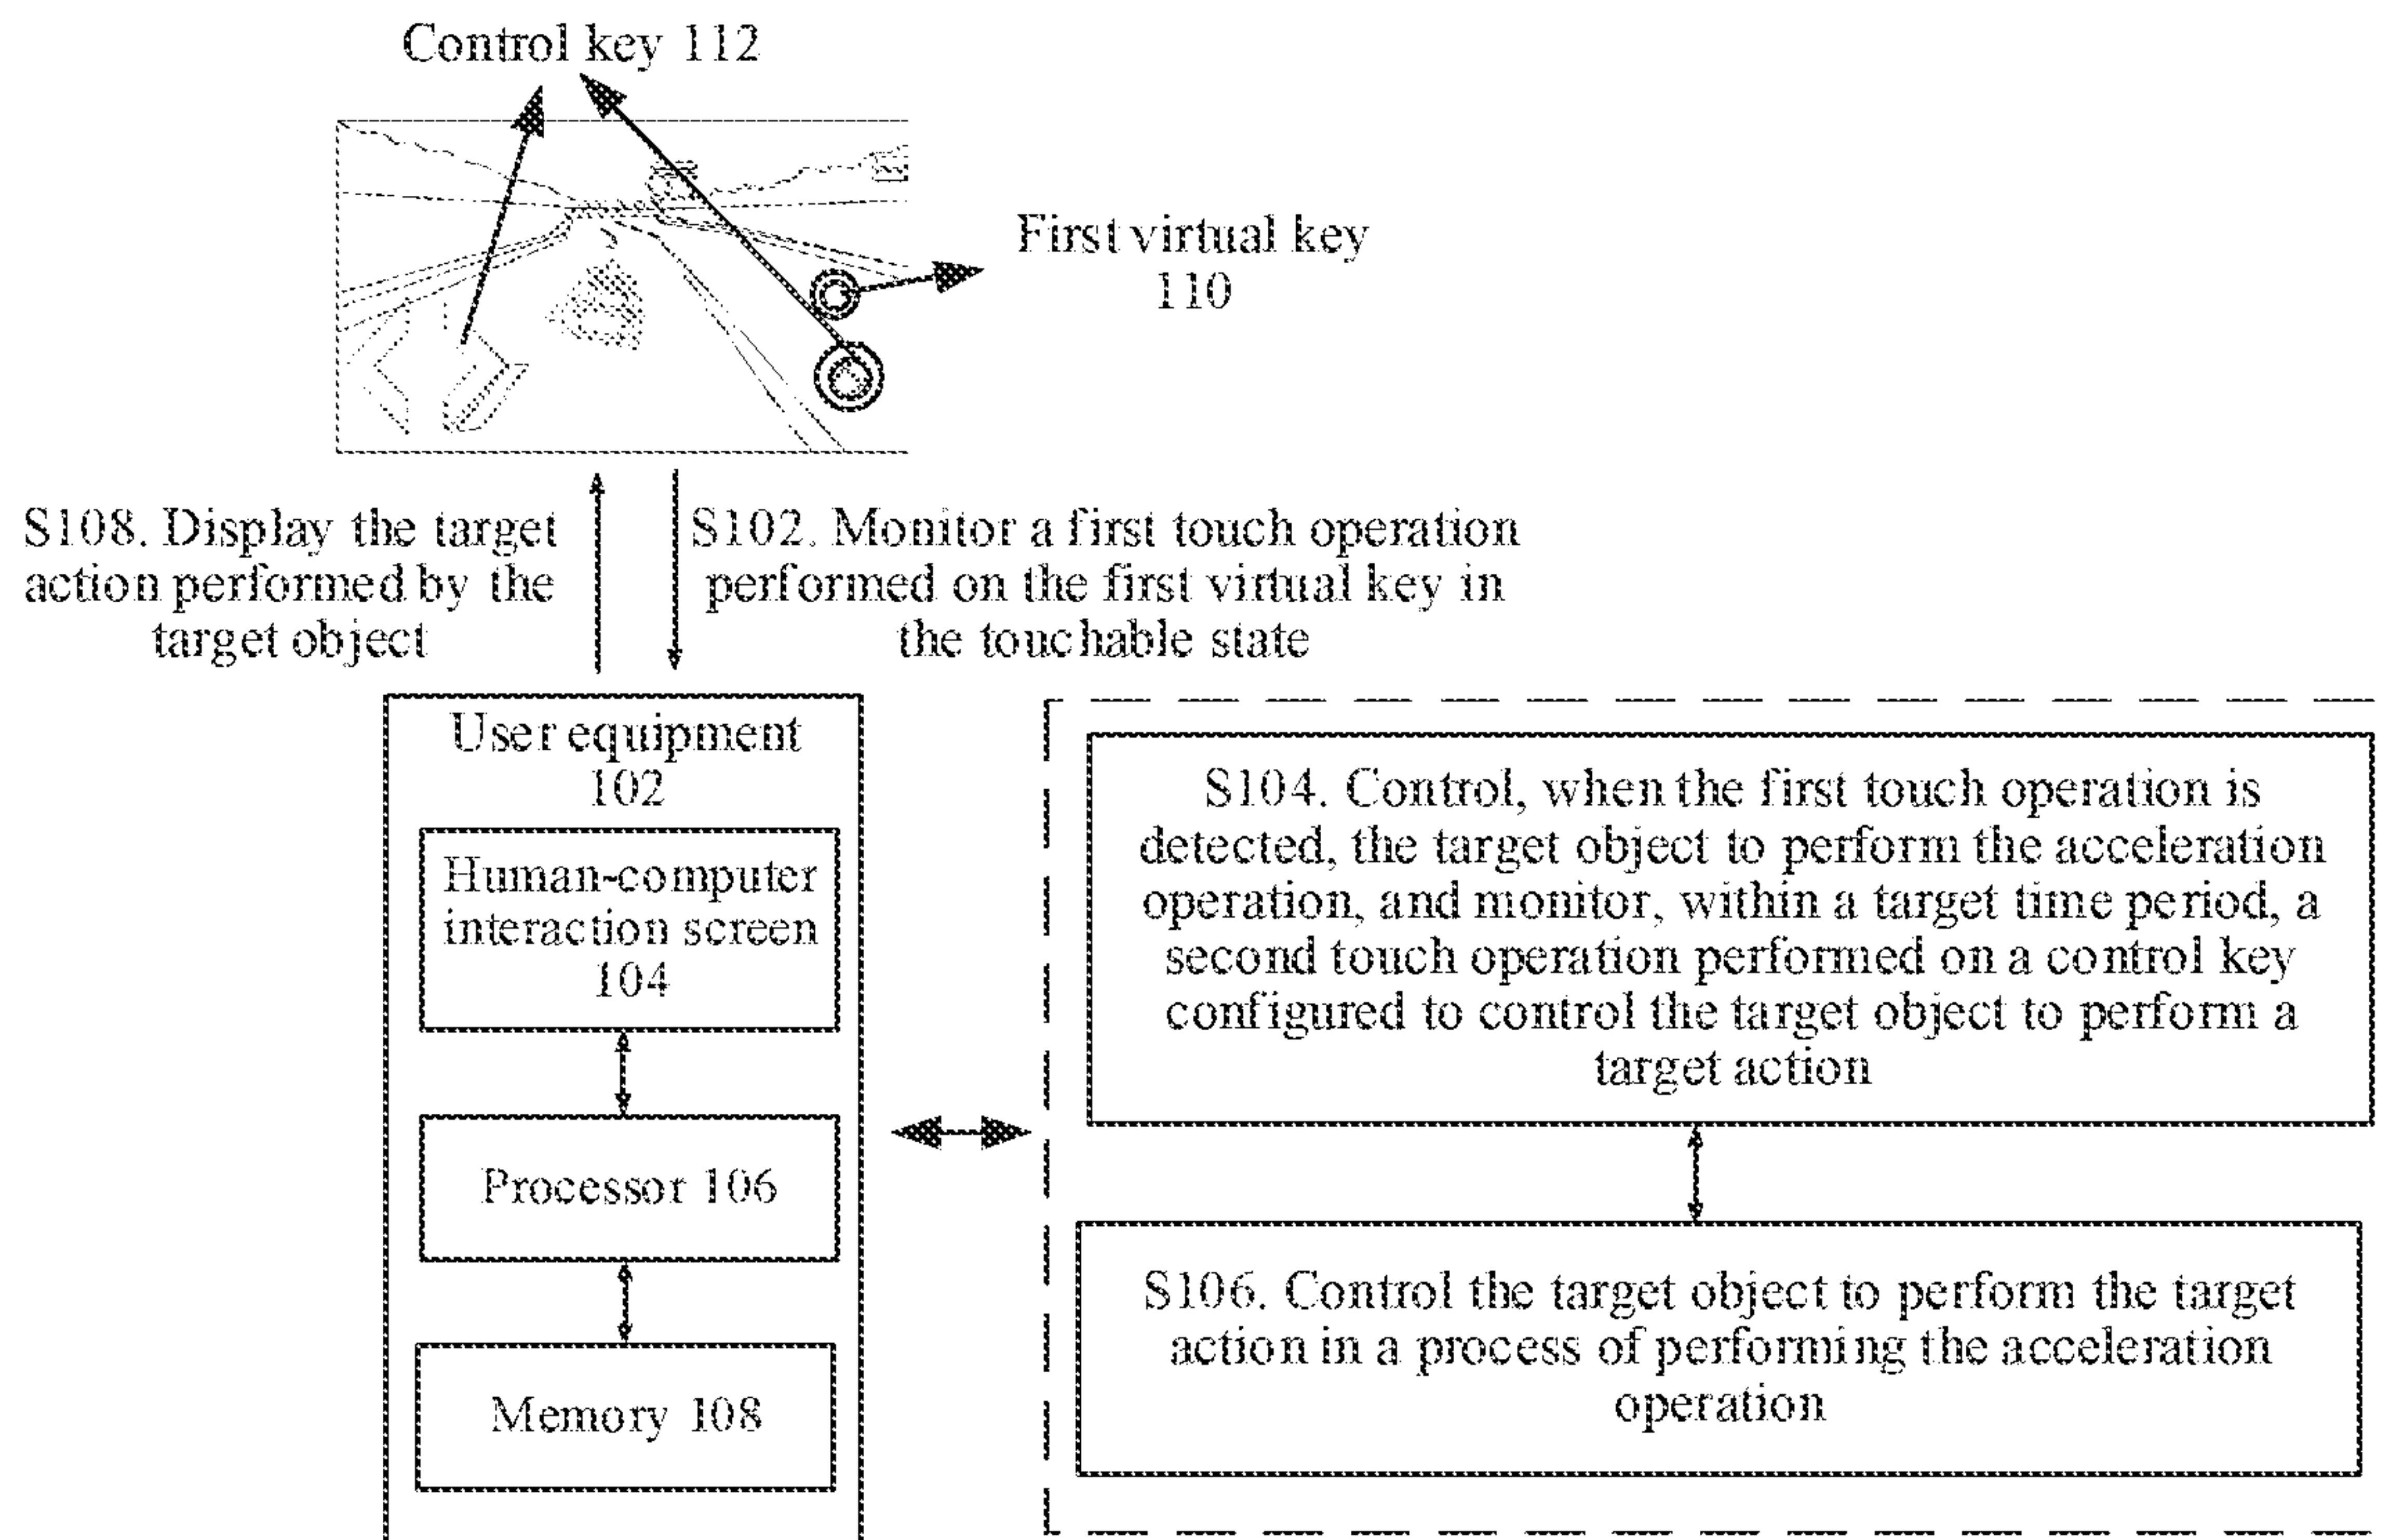 Control key 112
First virtual key
110
S108. Display the target
action performed by the
target object
S102. Monitor a first touch operation
performed on the first virtual key in
the touchable state
User equipment
102
Human-computer
interaction screen
104
Processor 106
Memory 108
S104. Control, when the first touch operation is
detected, the target object to perform the acceleration
operation, and monitor, within a target time period, a
second touch operation performed on a control key
configured to control the target object to perform a
target action
S106. Control the target object to perform the target
action in a process of performing the acceleration
operation